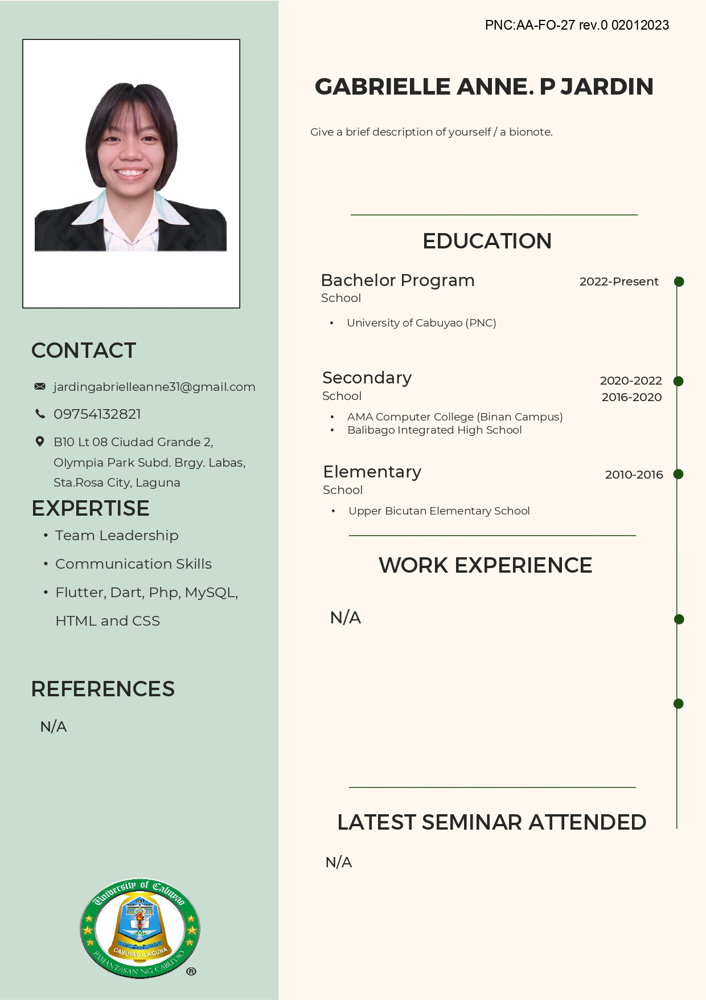 PNC:AA-FO-27 rev.0 02012023
GABRIELLE ANNE. P JARDIN
Give a brief description of yourself / a bionote.
CONTACT
jardingabrielleanne31@gmail.com
09754132821
B10 Lt 08 Ciudad Grande 2,
Olympia Park Subd. Brgy. Labas,
Sta.Rosa City, Laguna
EXPERTISE
• Team Leadership
• Communication Skills
• Flutter, Dart, Php, MySQL,
HTML and CSS
REFERENCES
N/A
University of Cabuyao
2003
CABUYAO, LAGUNA
PAMANTASAN NG CABUYAO
®
EDUCATION
Bachelor Program 2022-Present
School
• University of Cabuyao (PNC)
Secondary 2020-2022
School 2016-2020
• AMA Computer College (Binan Campus)
• Balibago Integrated High School
Elementary 2010-2016
School
• Upper Bicutan Elementary School
WORK EXPERIENCE
N/A
LATEST SEMINAR ATTENDED
N/A